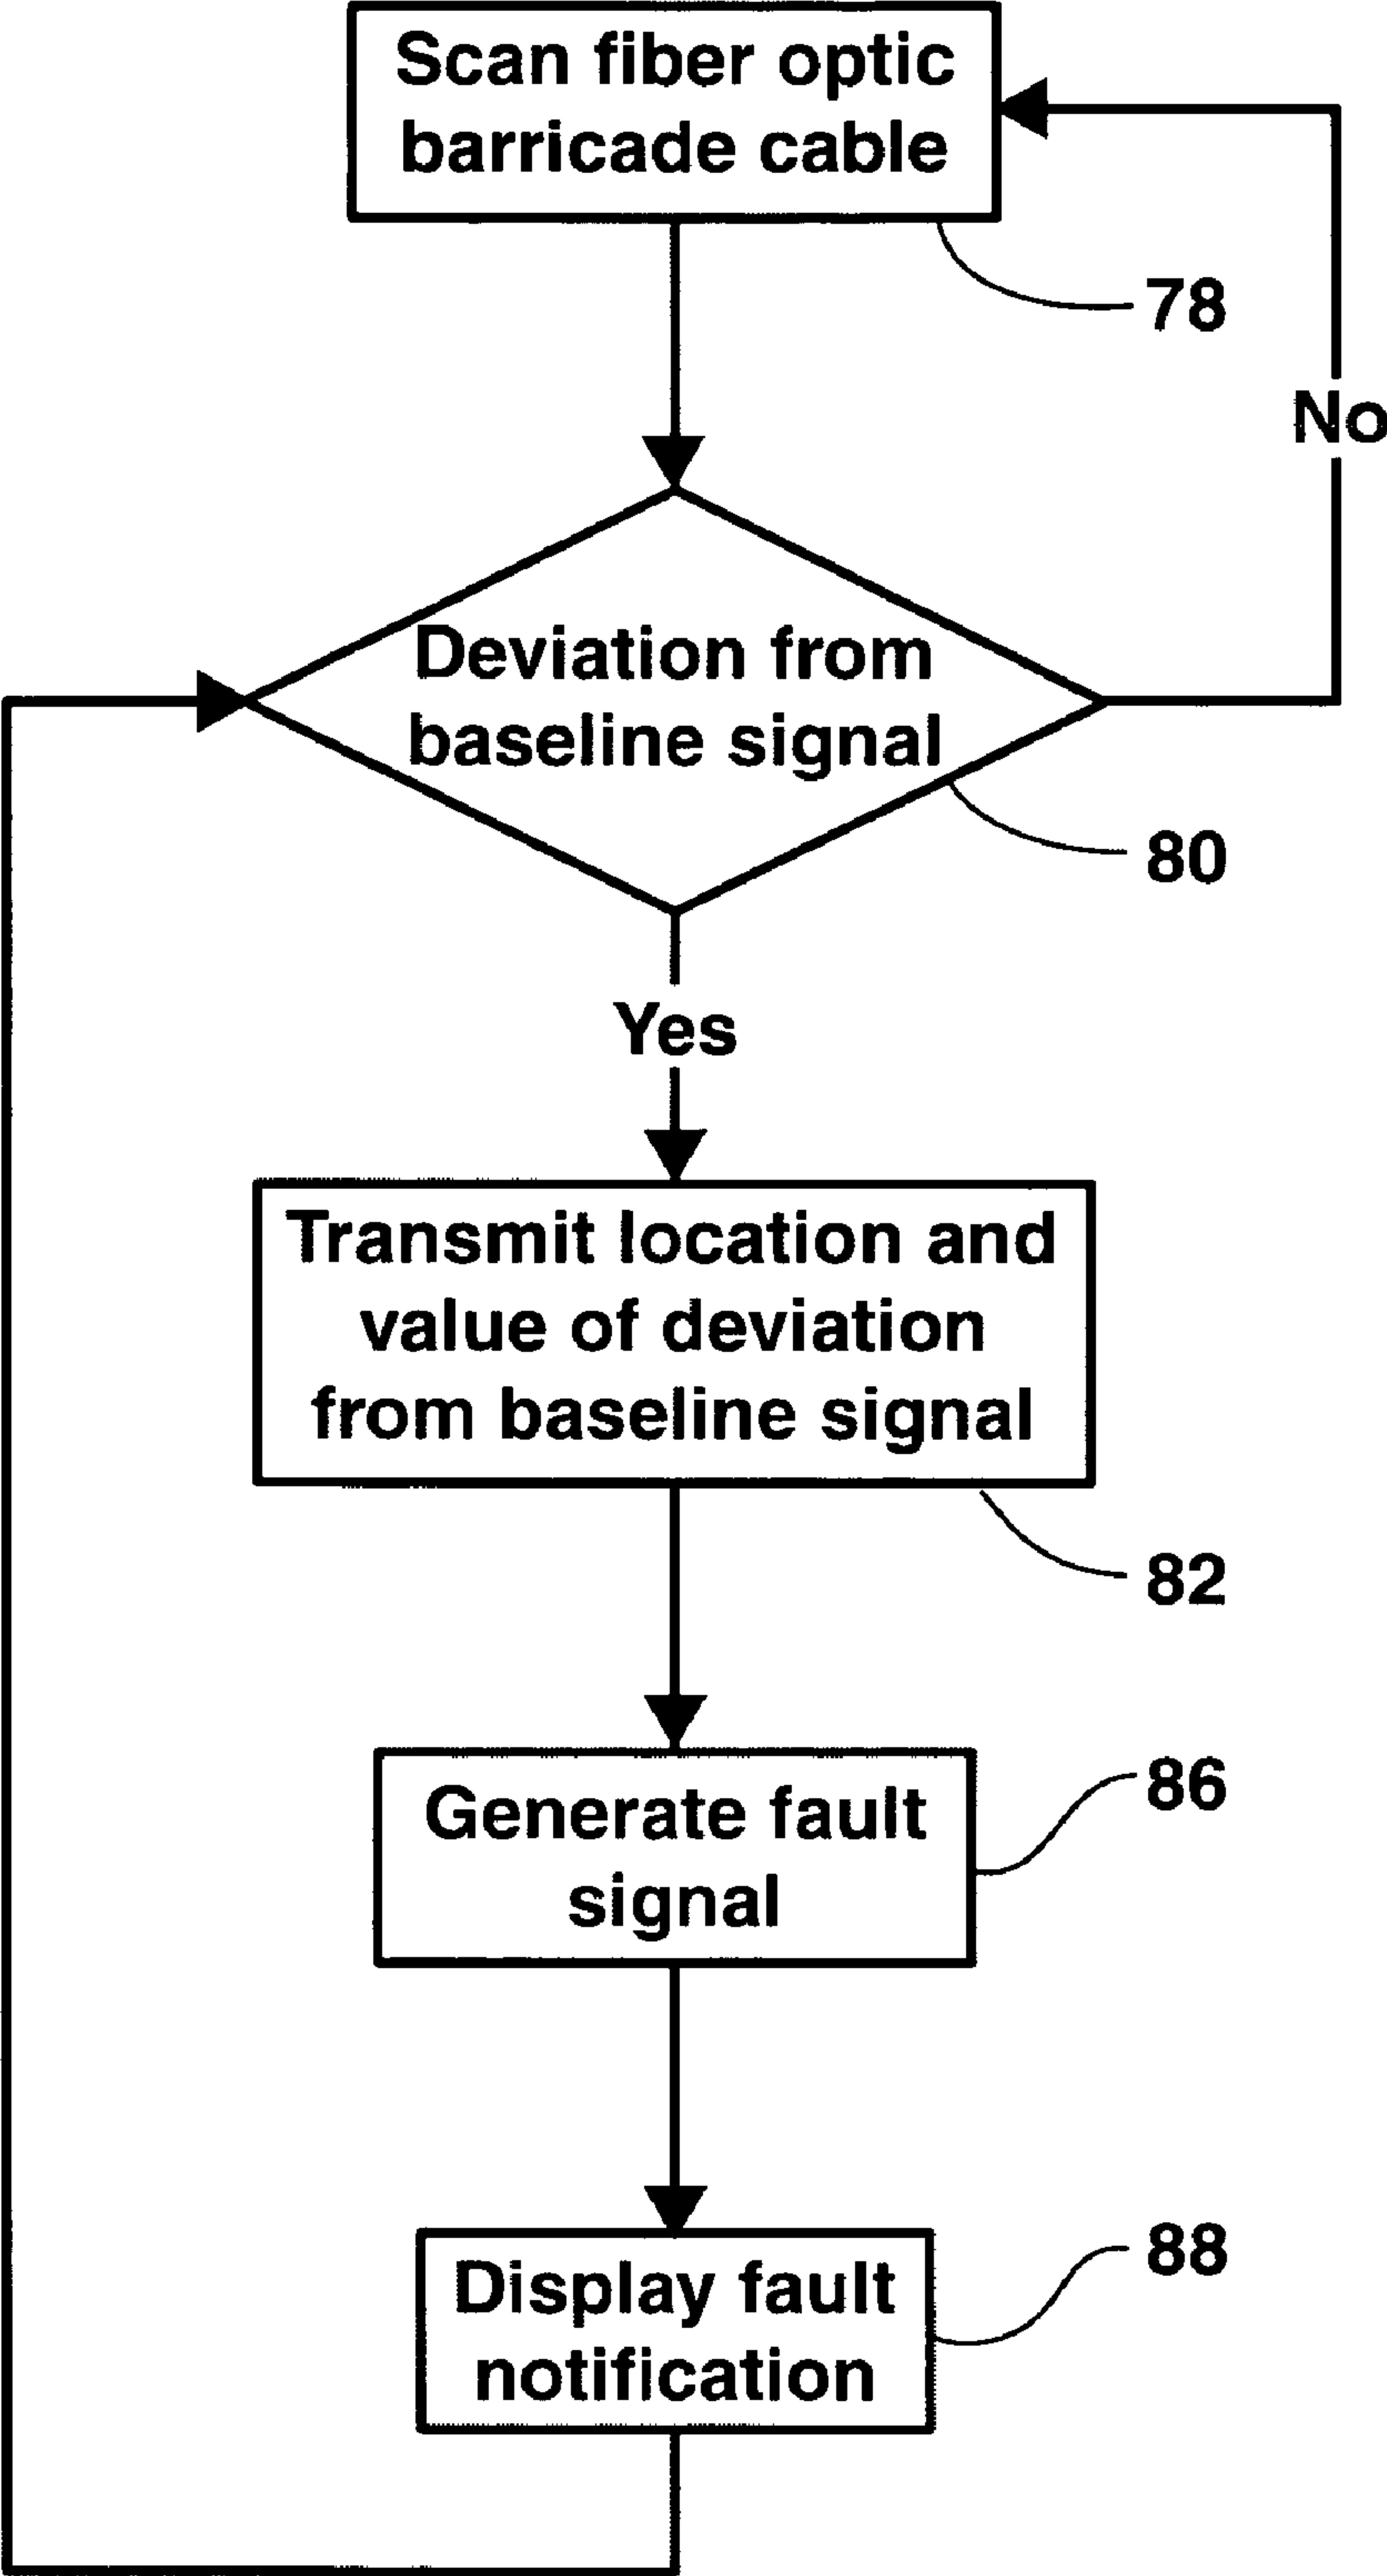 Scan fiber optic
barricade cable
78
No
Deviation from
baseline signal
80
Yes
Transmit location and
value of deviation
from baseline signal
82
Generate fault
signal
86
Display fault
notification
88